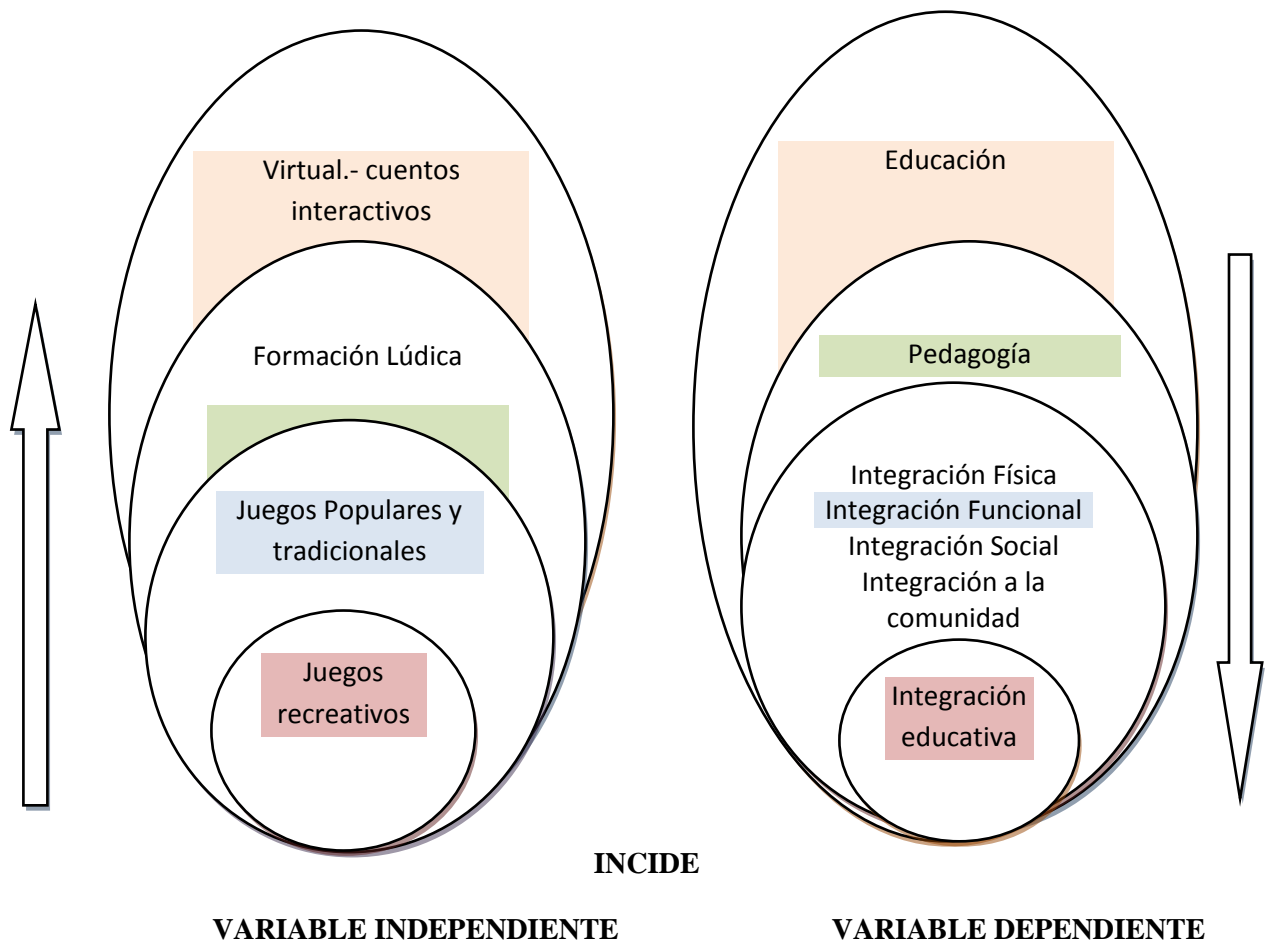 Virtual.- cuentos
interactivos
Formación Lúdica
Juegos Populares y
tradicionales
Juegos
recreativos
Educación
Pedagogía
Integración Física
Integración Funcional
Integración Social
Integración a la
comunidad
Integración
educativa
INCIDE
VARIABLE INDEPENDIENTE
VARIABLE DEPENDIENTE